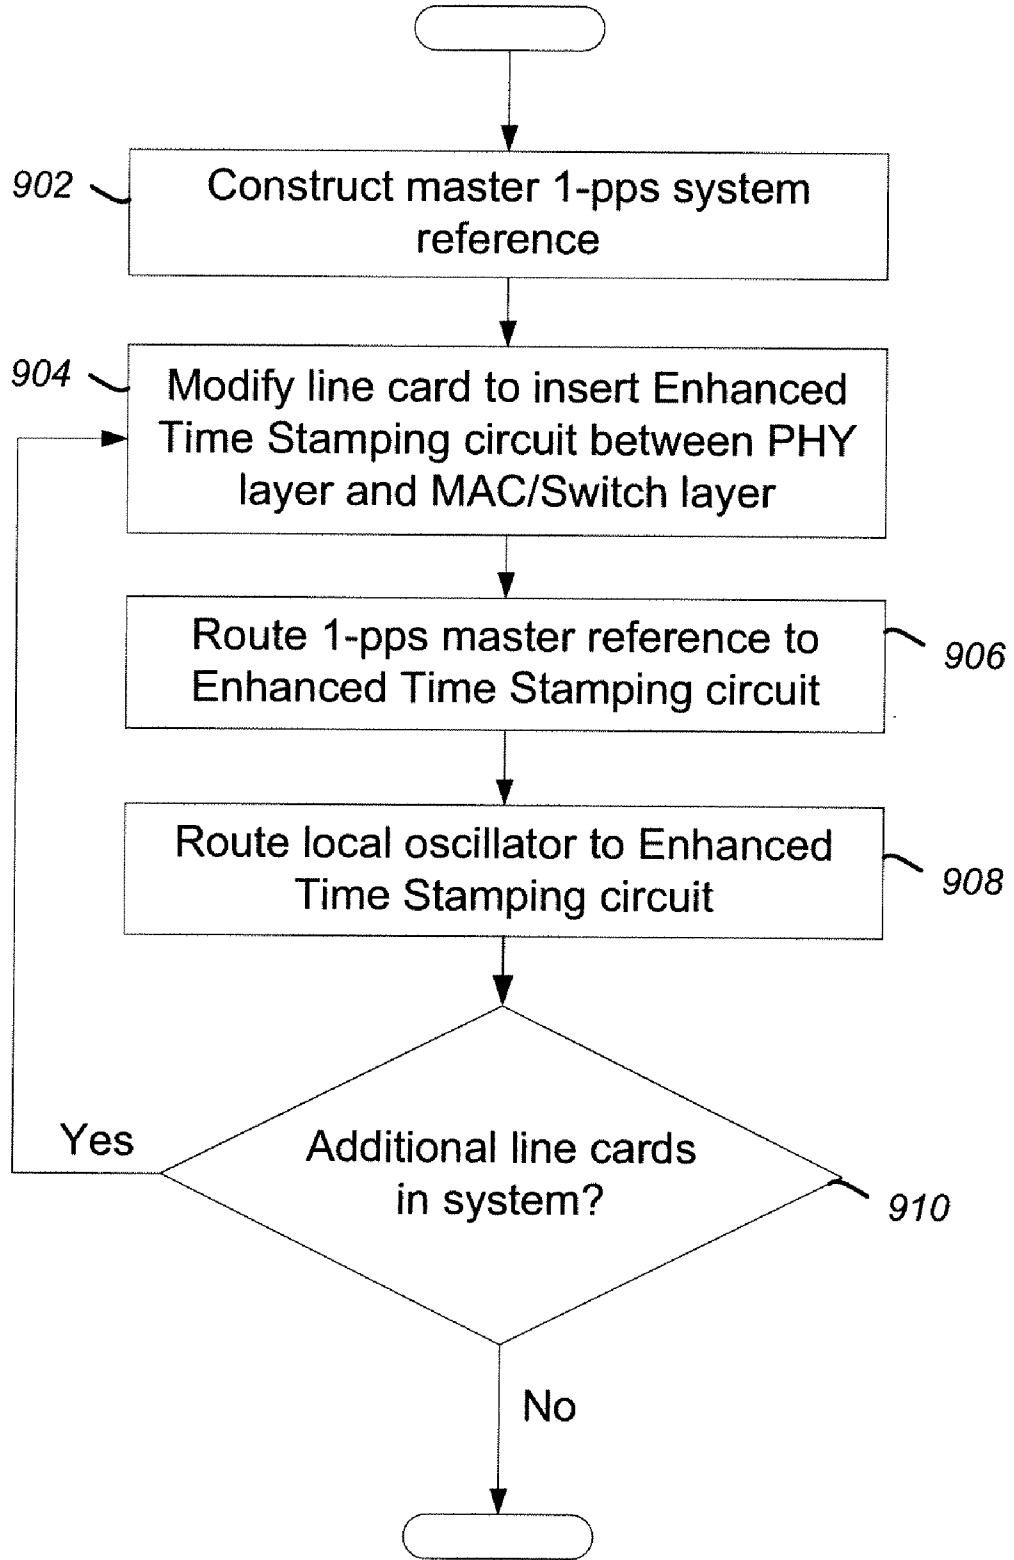 902
Construct master 1-pps system
reference
904
Modify line card to insert Enhanced
Time Stamping circuit between PHY
layer and MAC/Switch layer
Route 1-pps master reference to
Enhanced Time Stamping circuit
906
Route local oscillator to Enhanced
Time Stamping circuit
908
Yes
Additional line cards
in system?
910
No